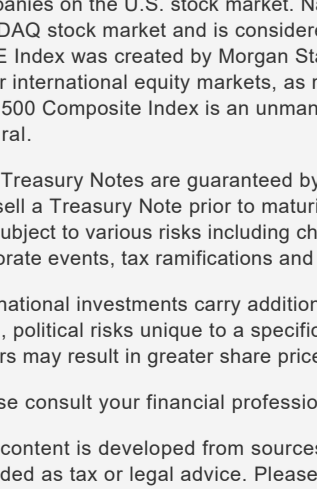 panies on the U.S. stock market. Na
DAQ stock market and is considere
E Index was created by Morgan Sta
r international equity markets, as r
500 Composite Index is an unman
ral.
Treasury Notes are guaranteed by
sell a Treasury Note prior to maturi
ubject to various risks including ch
orate events, tax ramifications and
national investments carry addition
, political risks unique to a specific
rs may result in greater share price
se consult your financial professio
content is developed from sources
ded as tax or legal advice. Please